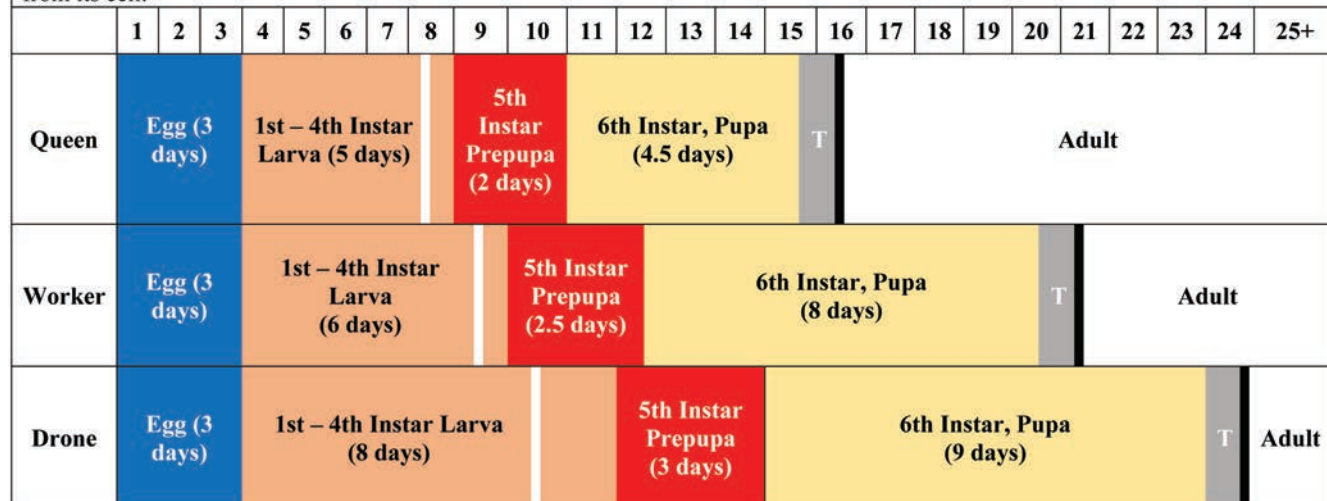 1 2 3 4 5 6 7 8 9 10 11 12 13 14 15 16 17 18 19 20 21 22 23 24 25+
Queen
Egg (3
days)
1st – 4th Instar
Larva (5 days)
5th
Instar
Prepupa
(2 days)
6th Instar, Pupa
(4.5 days)
T
Adult
Worker
Egg (3
days)
1st – 4th Instar
Larva
(6 days)
5th Instar
Prepupa
(2.5 days)
6th Instar, Pupa
(8 days)
T
Adult
Drone
Egg (3
days)
1st – 4th Instar Larva
(8 days)
5th Instar
Prepupa
(3 days)
6th Instar, Pupa
(9 days)
T
Adult